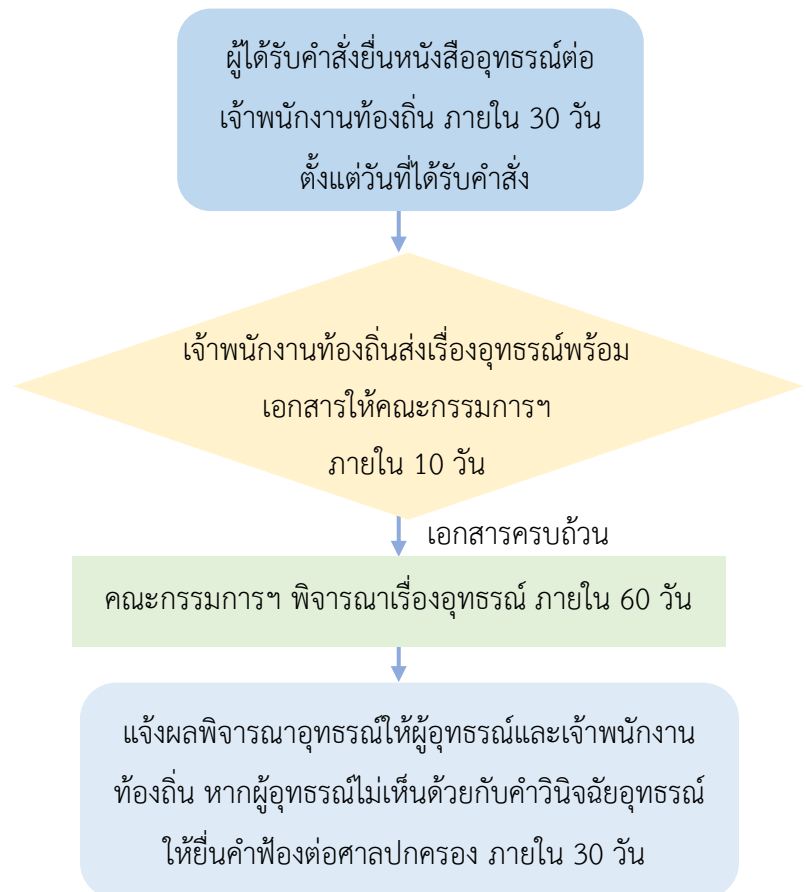 ผู้ได้รับคำสั่งยื่นหนังสืออุทธรณ์ต่อ
เจ้าพนักงานท้องถิ่น ภายใน 30 วัน
ตั้งแต่วันที่ได้รับคำสั่ง
เจ้าพนักงานท้องถิ่นส่งเรื่องอุทธรณ์พร้อม
เอกสารให้คณะกรรมการฯ
ภายใน 10 วัน
เอกสารครบถ้วน
คณะกรรมการฯ พิจารณาเรื่องอุทธรณ์ ภายใน 60 วัน
แจ้งผลพิจารณาอุทธรณ์ให้ผู้อุทธรณ์และเจ้าพนักงาน
ท้องถิ่น หากผู้อุทธรณ์ไม่เห็นด้วยกับคำวินิจฉัยอุทธรณ์
ให้ยื่นคำฟ้องต่อศาลปกครอง ภายใน 30 วัน